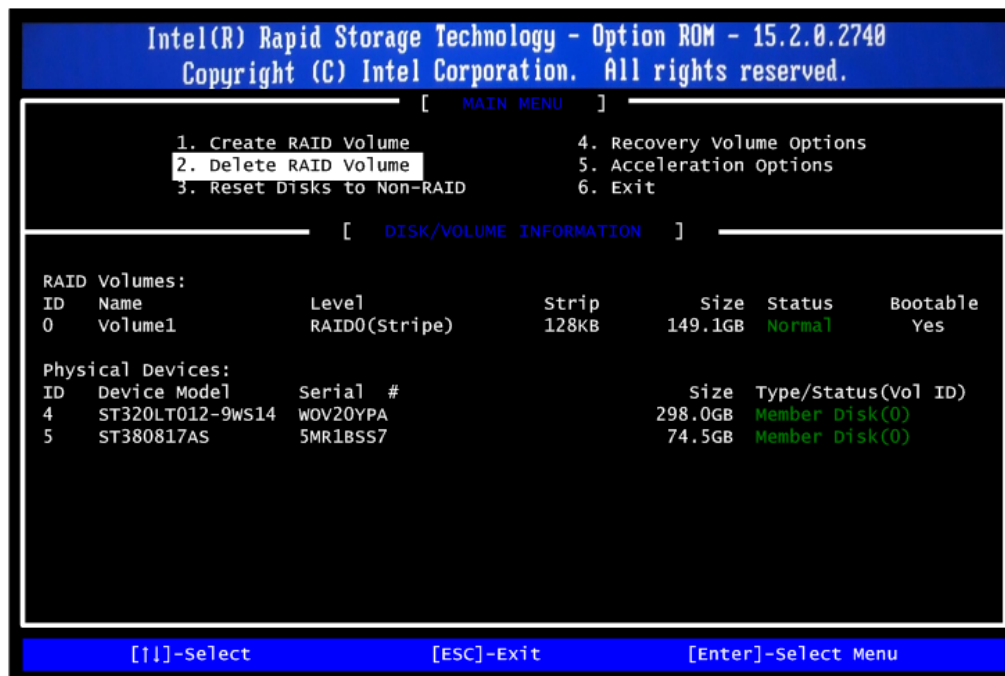 Intel(R) Rapid Storage Technology - Option ROM - 15.2.0.2740
Copyright (C) Intel Corporation. All rights reserved.
[ MAIN MENU ]
1. Create RAID Volume 4. Recovery Volume Options
2. Delete RAID Volume 5. Acceleration Options
3. Reset Disks to Non-RAID 6. Exit
[ DISK/VOLUME INFORMATION ]
RAID Volumes:
ID Name Level Strip Size Status Bootable
0 Volume1 RAID0(Stripe) 128KB 149.1GB Normal Yes
Physical Devices:
ID Device Model Serial # Size Type/Status(Vol ID)
4 ST320LT012-9WS14 WOV20YPA 298.0GB Member Disk(0)
5 ST380817AS 5MR1BSS7 74.5GB Member Disk(0)
[↑↓]-Select [ESC]-Exit [Enter]-Select Menu